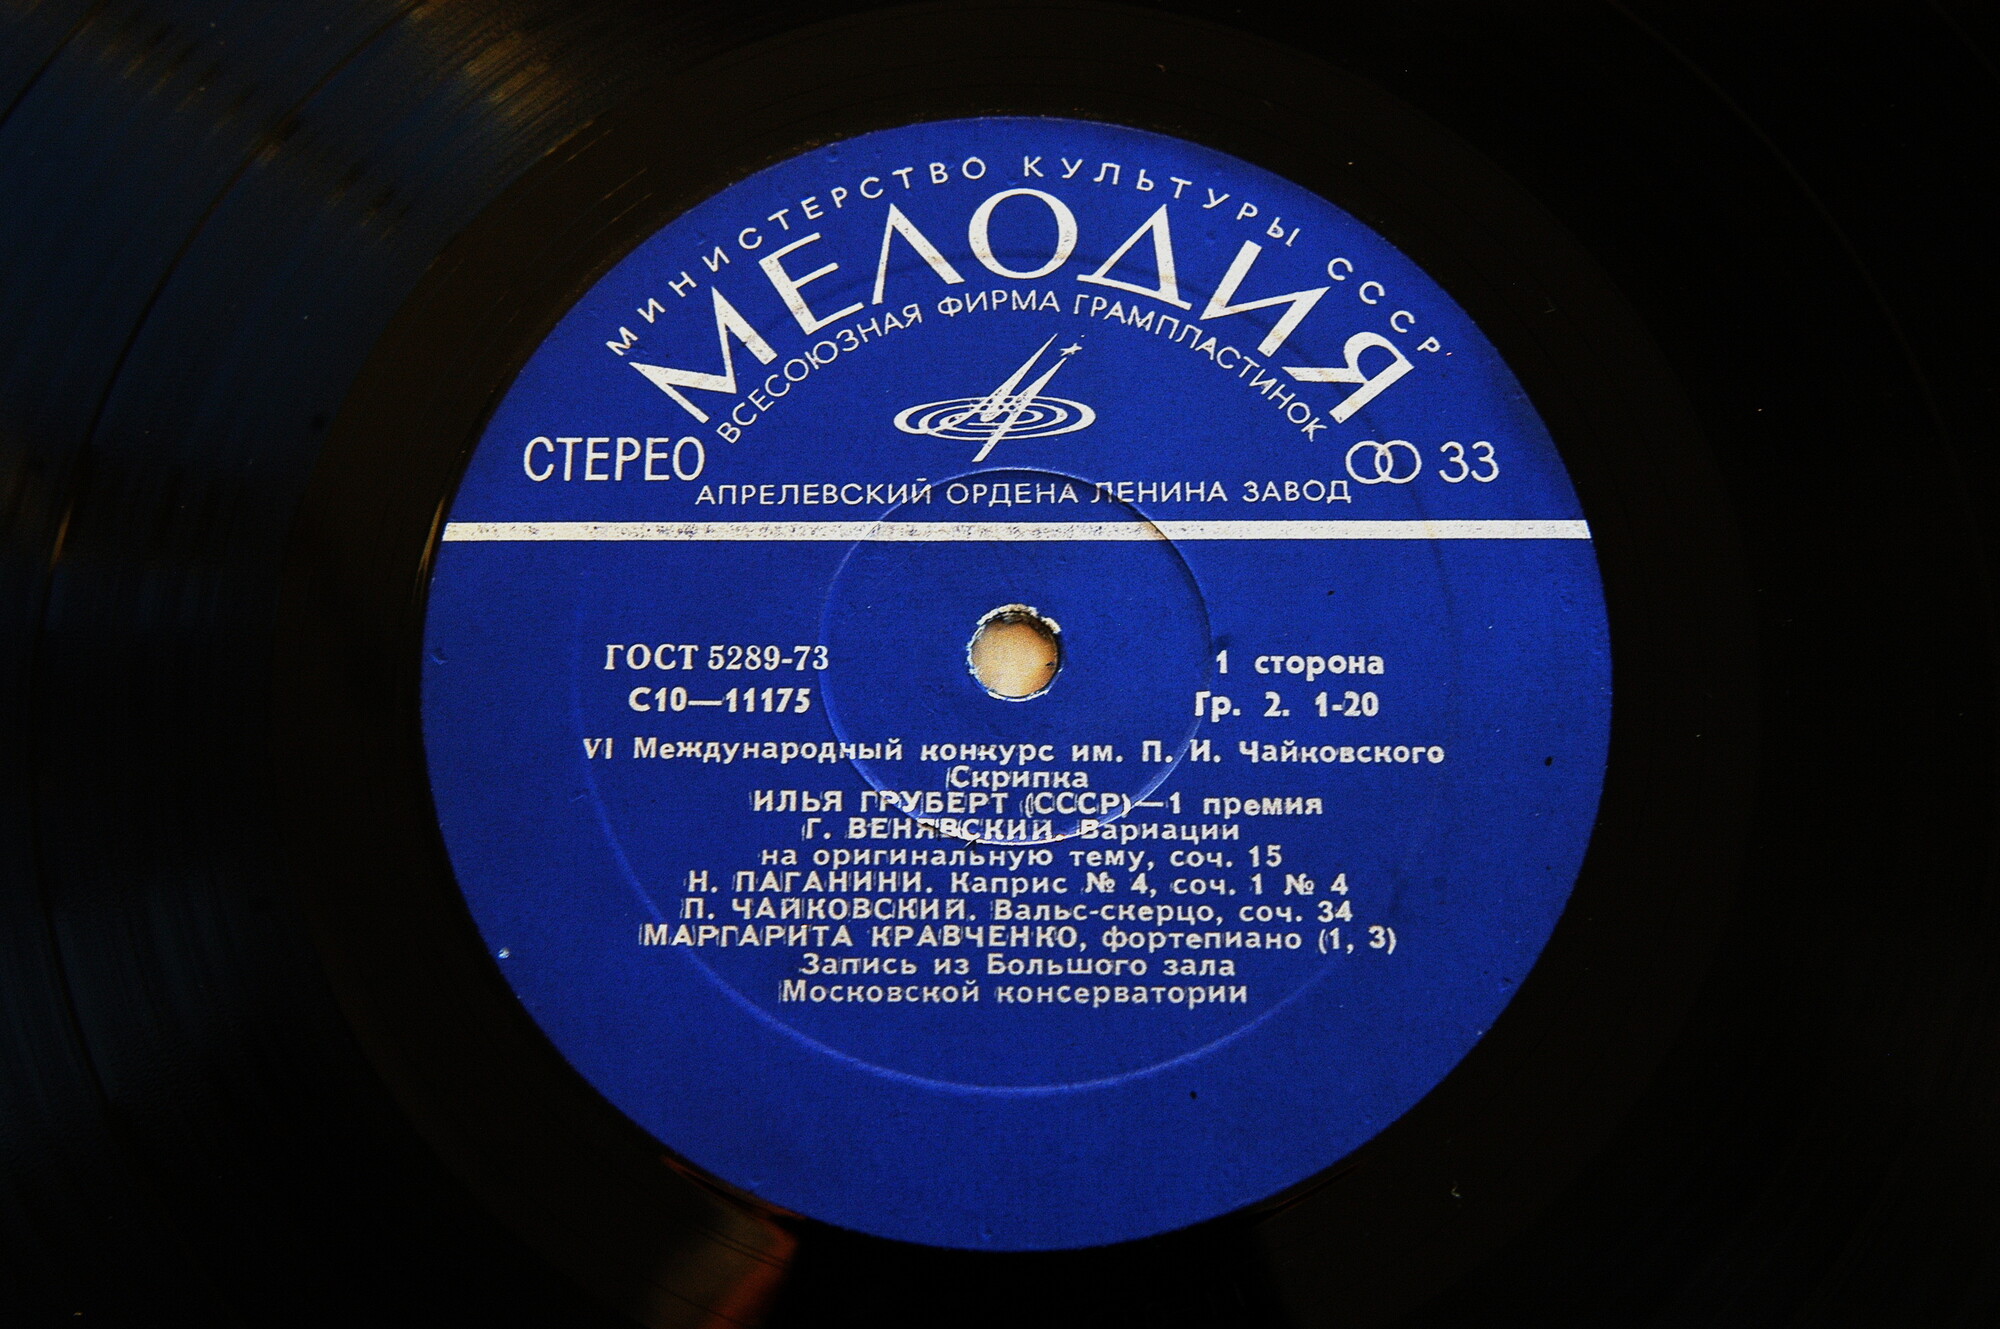 МИНИСТЕРСТВО КУЛЬТУРЫ СССР
МЕЛОДИЯ
ВСЕСОЮЗНАЯ ФИРМА ГРАМПЛАСТИНОК
СТЕРЕО
33
АПРЕЛЕВСКИЙ ОРДЕНА ЛЕНИНА ЗАВОД
ГОСТ 5289-73
С10—11175
1 сторона
Гр. 2. 1-20
VI Международный конкурс им. П. И. Чайковского
Скрипка
ИЛЬЯ ГРУБЕРТ (СССР)—1 премия
Г. ВЕНЯВСКИЙ. Вариации
на оригинальную тему, соч. 15
Н. ПАГАНИНИ. Каприс № 4, соч. 1 № 4
П. ЧАЙКОВСКИЙ. Вальс-скерцо, соч. 34
МАРГАРИТА КРАВЧЕНКО, фортепиано (1, 3)
Запись из Большого зала
Московской консерватории